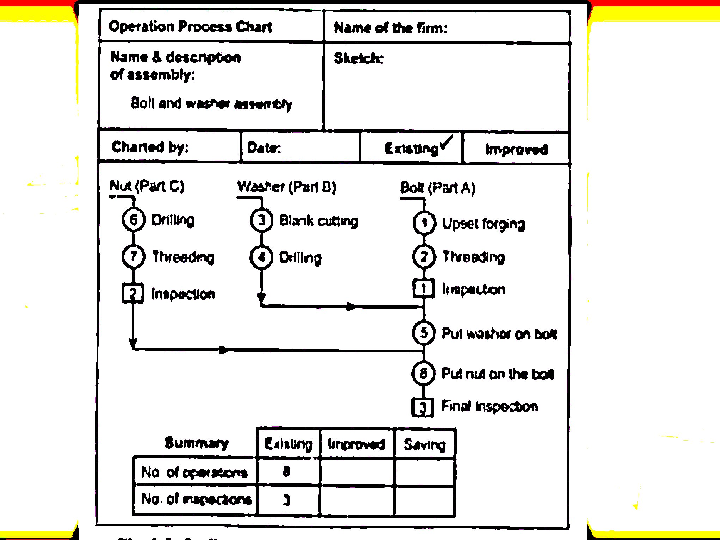 Operation Process Chart
Name of the firm:
Name & description
of assembly:
Bolt and washer assembly
Sketch:
Charted by:
Date:
Existing ✓
Improved
Nut (Part C)
Washer (Part B)
Bolt (Part A)
6 Drilling
3 Blank cutting
1 Upset forging
7 Threading
4 Drilling
2 Threading
2 Inspection
1 Inspection
5 Put washer on bolt
8 Put nut on the bolt
3 Final inspection
Summary Existing Improved Saving
No. of operations 8
No. of inspections 3